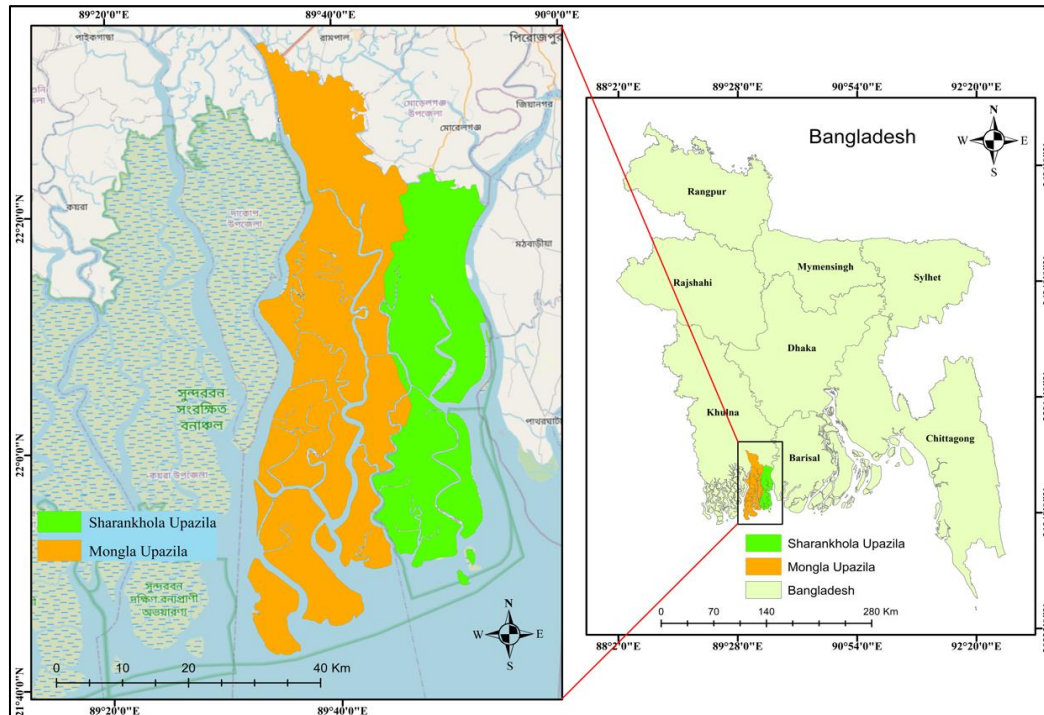 89°20'0"E
89°40'0"E
90°0'0"E
পাইকগাছা
রামপাল
পিরোজপুর
মোড়েলগঞ্জ
উপজেলা
জিয়ানগর
মোরেলগঞ্জ
কয়রা
দাকোপ
উপজেলা
মঠবাড়ীয়া
22°20'0"N
সুন্দরবন
সংরক্ষিত
বনাঞ্চল
পাথরঘাটা
22°0'0"N
কয়রা উপজেলা
Sharankhola Upazila
Mongla Upazila
সুন্দরবন
দক্ষিণ বন্যপ্রাণী
অভয়ারণ্য
N
W
E
S
0
10
20
40 Km
21°40'0"N
89°20'0"E
89°40'0"E
88°2'0"E
89°28'0"E
90°54'0"E
92°20'0"E
Bangladesh
N
W
E
S
Rangpur
Mymensingh
Sylhet
Rajshahi
Dhaka
Khulna
Barisal
Chittagong
Sharankhola Upazila
Mongla Upazila
Bangladesh
0
70
140
280 Km
88°2'0"E
89°28'0"E
90°54'0"E
92°20'0"E